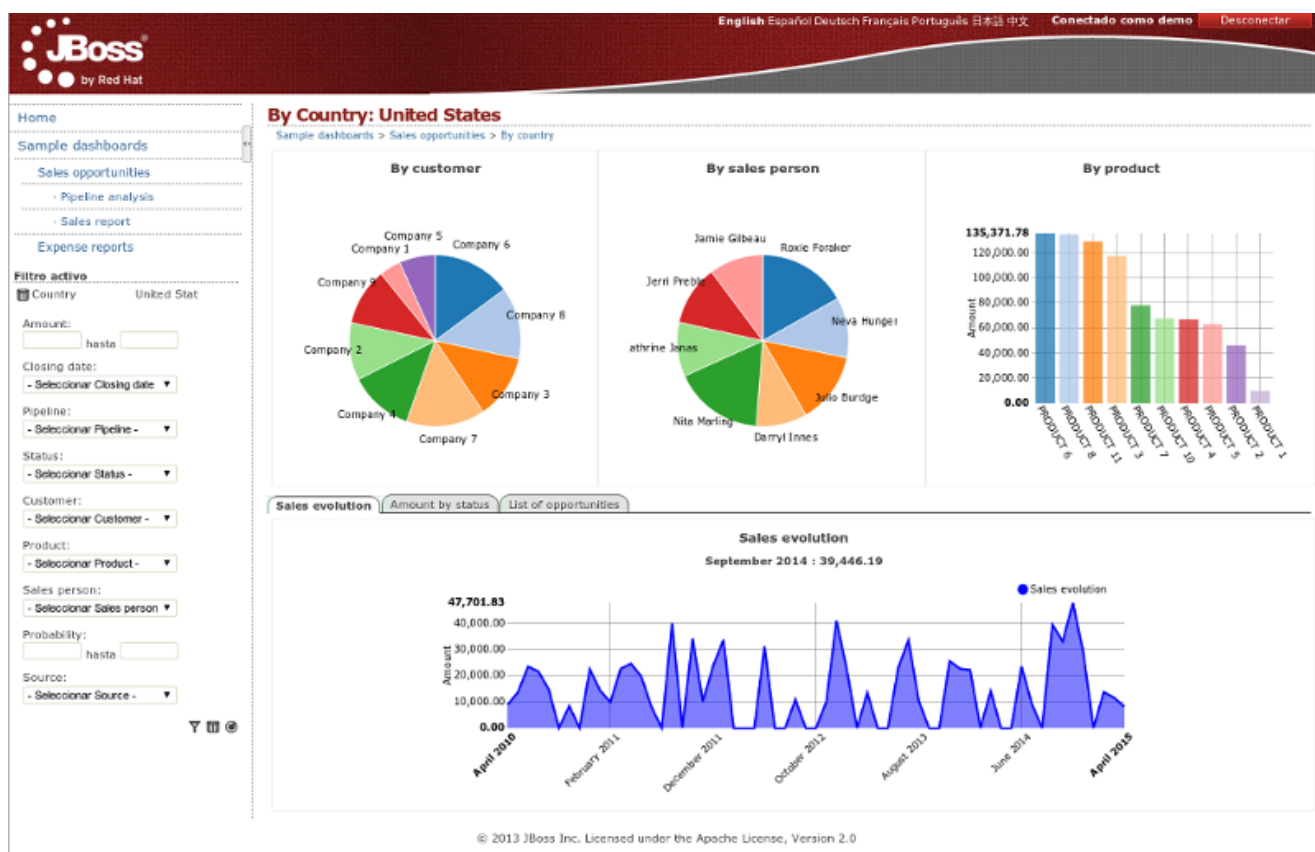 English Español Deutsch Français Português 日本語 中文 Conectado como demo Desconectar
JBoss®
by Red Hat
Home
Sample dashboards
Sales opportunities
· Pipeline analysis
· Sales report
Expense reports
Filtro activo
Country United Stat
Amount:
hasta
Closing date:
- Seleccionar Closing date ▼
Pipeline:
- Seleccionar Pipeline - ▼
Status:
- Seleccionar Status - ▼
Customer:
- Seleccionar Customer - ▼
Product:
- Seleccionar Product - ▼
Sales person:
- Seleccionar Sales person ▼
Probability:
hasta
Source:
- Seleccionar Source - ▼
By Country: United States
Sample dashboards > Sales opportunities > By country
By customer
Company 5
Company 6
Company 1
Company 9
Company 8
Company 2
Company 3
Company 4
Company 7
By sales person
Jamie Gilbeau
Roxie Foraker
Jerri Preble
Neva Hunger
athrine Janas
Julio Burdge
Nita Marling
Darryl Innes
By product
135,371.78
120,000.00
100,000.00
80,000.00
60,000.00
40,000.00
20,000.00
0.00
Amount
PRODUCT 6
PRODUCT 8
PRODUCT 11
PRODUCT 3
PRODUCT 7
PRODUCT 10
PRODUCT 4
PRODUCT 5
PRODUCT 2
PRODUCT 1
Sales evolution
Amount by status
List of opportunities
Sales evolution
September 2014 : 39,446.19
Sales evolution
47,701.83
40,000.00
30,000.00
20,000.00
10,000.00
0.00
Amount
April 2010
February 2011
December 2011
October 2012
August 2013
June 2014
April 2015
© 2013 JBoss Inc. Licensed under the Apache License, Version 2.0